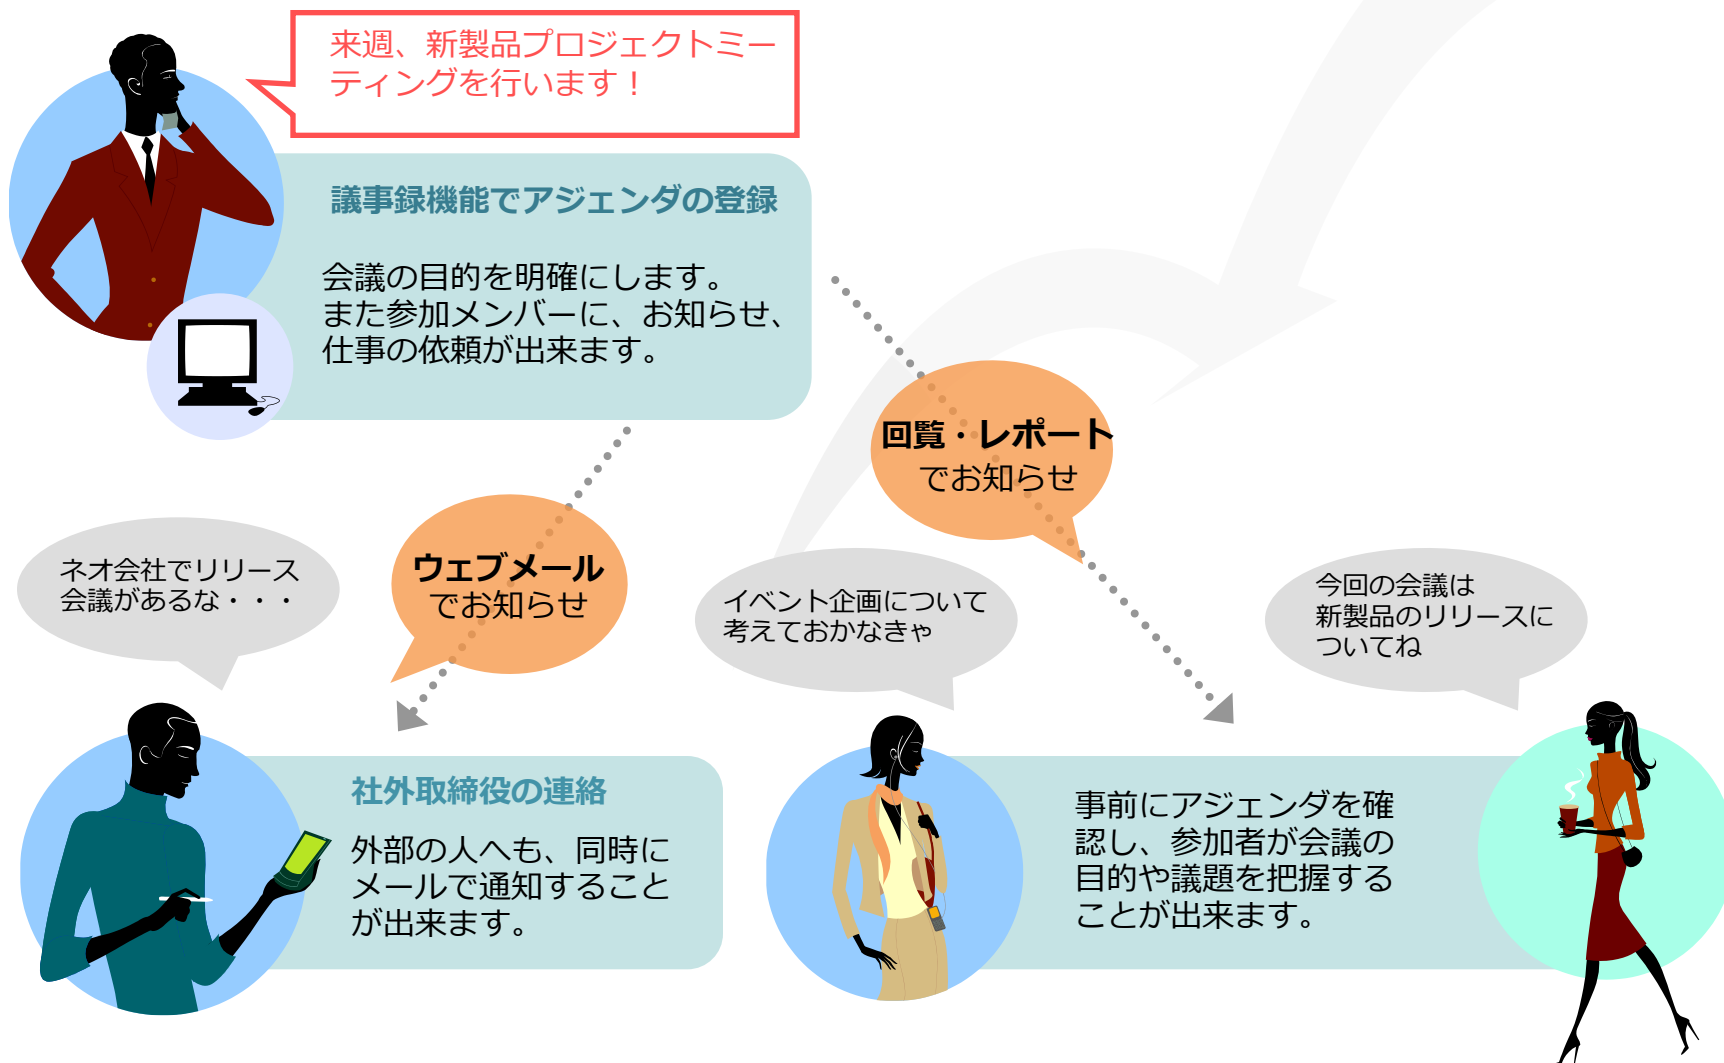 来週、新製品プロジェクトミー
ティングを行います！
議事録機能でアジェンダの登録
会議の目的を明確にします。
また参加メンバーに、お知らせ、
仕事の依頼が出来ます。
回覧・レポート
でお知らせ
ウェブメール
でお知らせ
ネオ会社でリリース
会議があるな・・・
イベント企画について
考えておかなきゃ
今回の会議は
新製品のリリースに
ついてね
社外取締役の連絡
外部の人へも、同時に
メールで通知すること
が出来ます。
事前にアジェンダを確
認し、参加者が会議の
目的や議題を把握する
ことが出来ます。